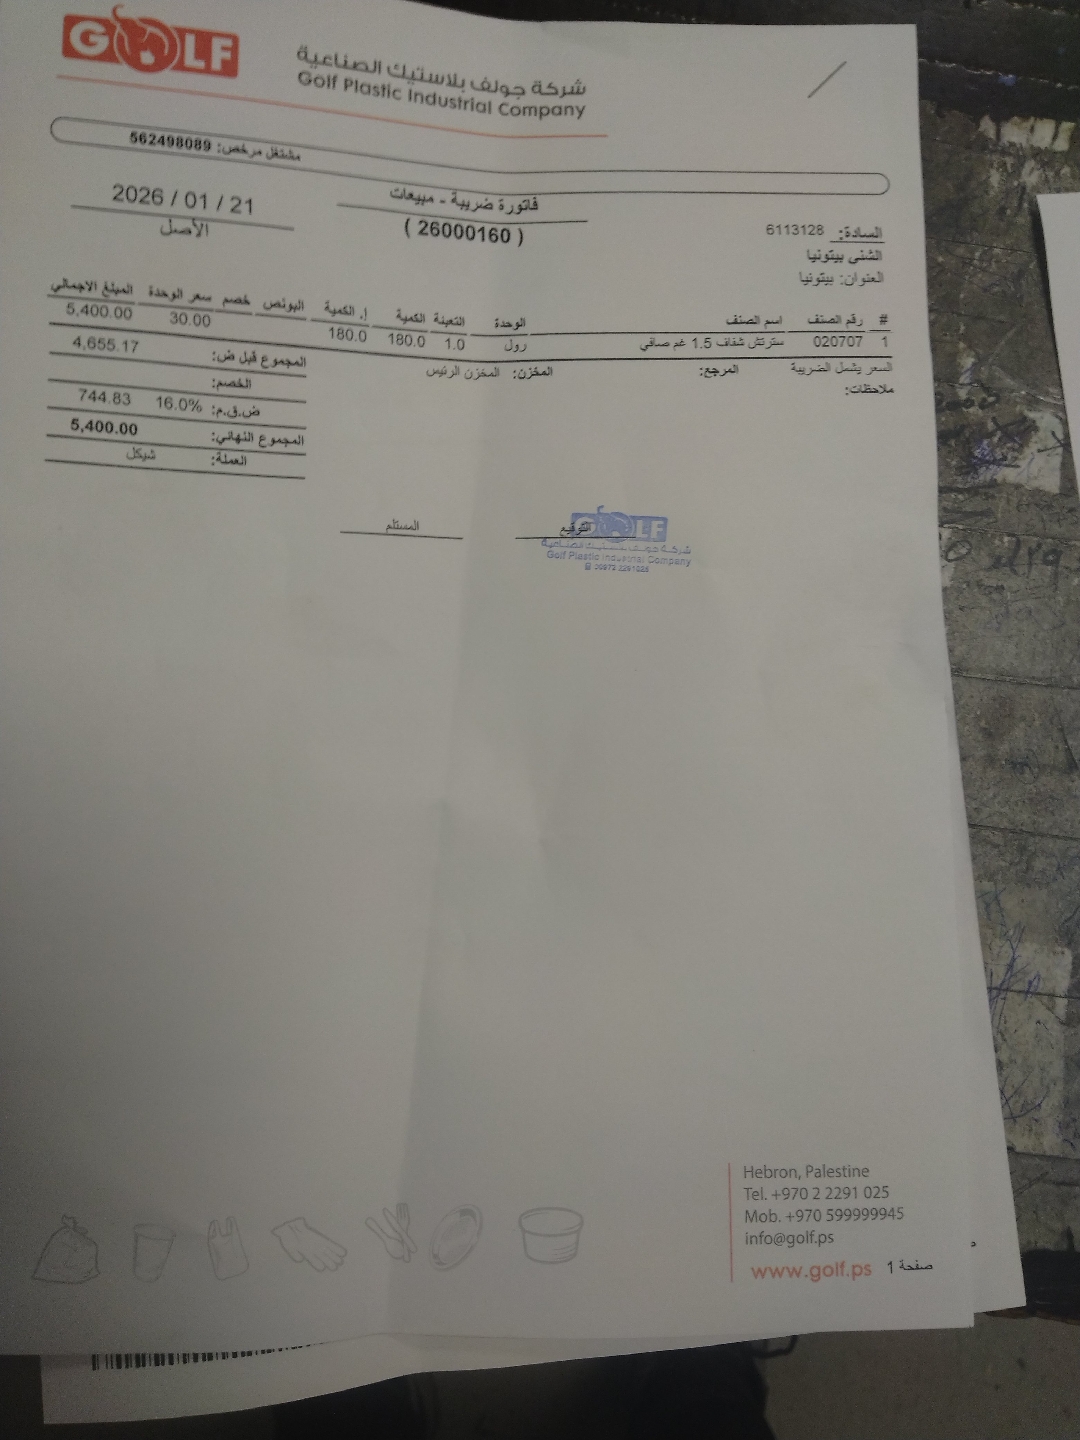 GOLF
شركة جولف بلاستيك الصناعية
Golf Plastic Industrial Company
مشتغل مرخص: 562498089
2026 / 01 / 21
الأصل
فاتورة ضريبة - مبيعات
( 26000160 )
السادة: 6113128
الشني بيتونيا
العنوان: بيتونيا
# رقم الصنف اسم الصنف الوحدة التعبئة الكمية إ. الكمية البونص خصم سعر الوحدة المبلغ الاجمالي
1 020707 سترتش شفاف 1.5 غم صافي رول 1.0 180.0 180.0 30.00 5,400.00
السعر يشمل الضريبة المرجع: المخزن: المخزن الرئيس
ملاحظات:
المجموع قبل ض: 4,655.17
الخصم:
ض.ق.م: 16.0% 744.83
المجموع النهائي: 5,400.00
العملة: شيكل
التوقيع
المستلم
GOLF
شركة جولف بلاستيك الصناعية
Golf Plastic Industrial Company
00972 2291025
Hebron, Palestine
Tel. +970 2 2291 025
Mob. +970 599999945
info@golf.ps
www.golf.ps
صفحة 1